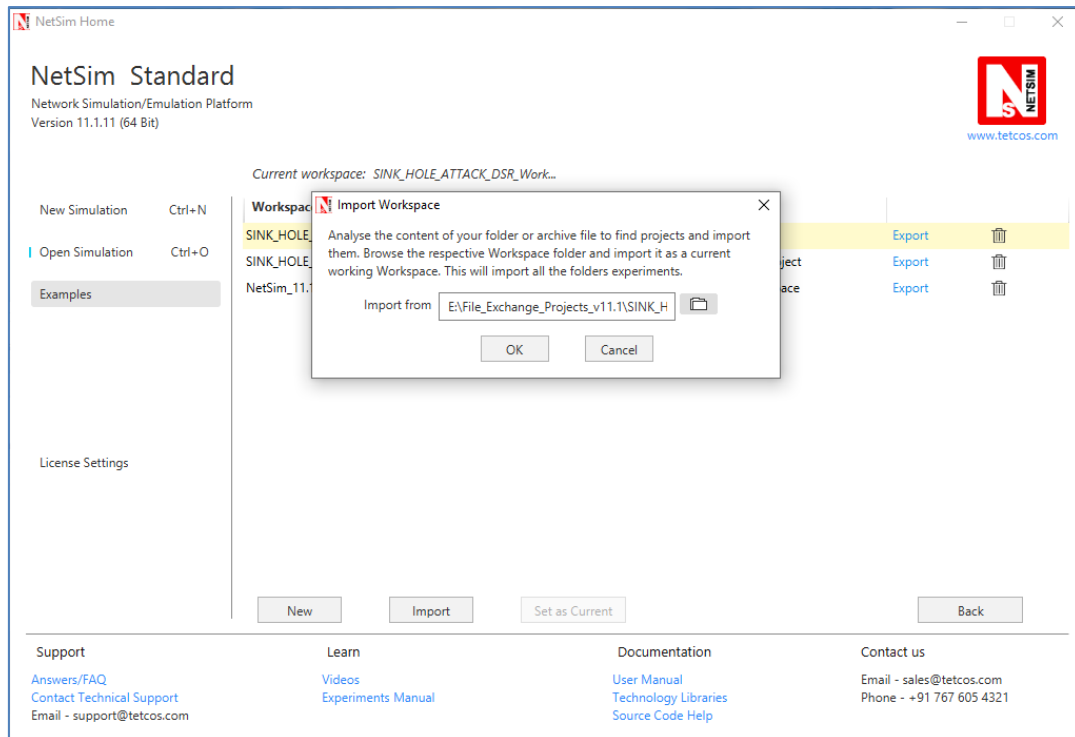 NetSim Home
NetSim Standard
Network Simulation/Emulation Platform
Version 11.1.11 (64 Bit)
NETSIM
www.tetcos.com
Current workspace: SINK_HOLE_ATTACK_DSR_Work...
New Simulation Ctrl+N
Open Simulation Ctrl+O
Examples
License Settings
Workspac
SINK_HOLE_ Export
SINK_HOLE_ ject Export
NetSim_11. ace Export
Import Workspace
Analyse the content of your folder or archive file to find projects and import
them. Browse the respective Workspace folder and import it as a current
working Workspace. This will import all the folders experiments.
Import from E:\File_Exchange_Projects_v11.1\SINK_H
OK Cancel
New Import Set as Current Back
Support
Answers/FAQ
Contact Technical Support
Email - support@tetcos.com
Learn
Videos
Experiments Manual
Documentation
User Manual
Technology Libraries
Source Code Help
Contact us
Email - sales@tetcos.com
Phone - +91 767 605 4321